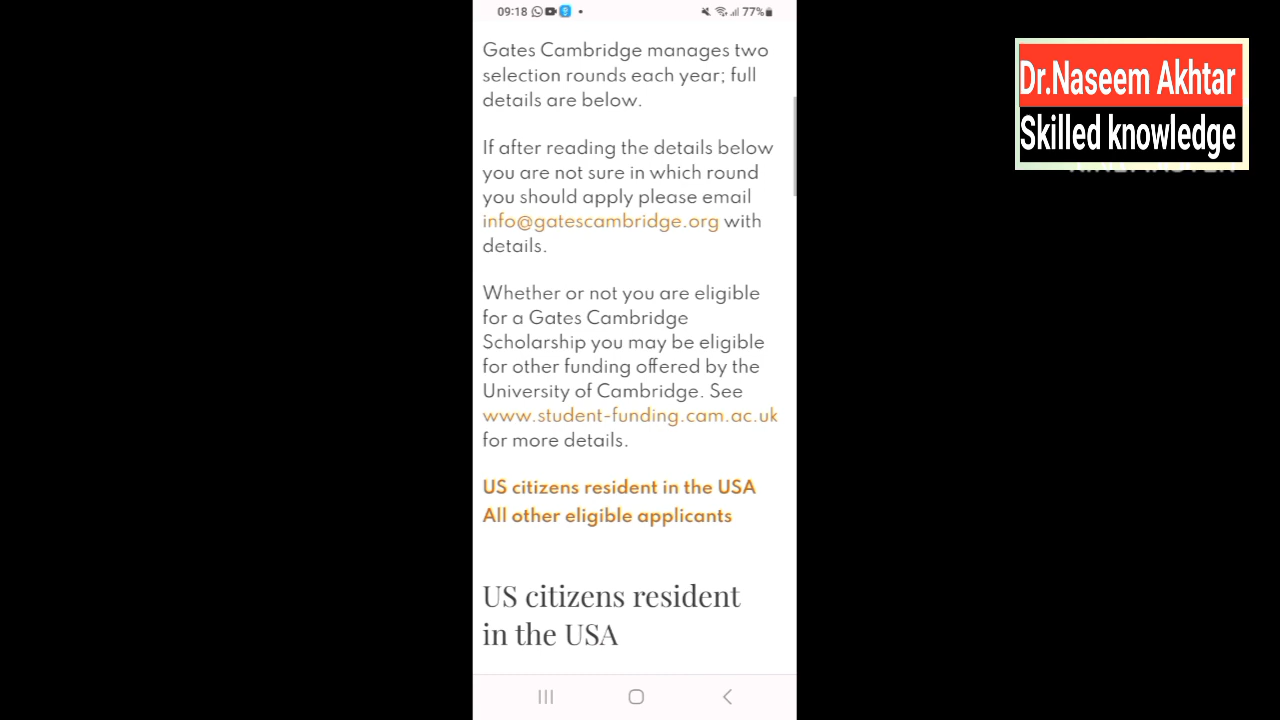 09:18
77%
Gates Cambridge manages two
selection rounds each year; full
details are below.
If after reading the details below
you are not sure in which round
you should apply please email
info@gatescambridge.org with
details.
Whether or not you are eligible
for a Gates Cambridge
Scholarship you may be eligible
for other funding offered by the
University of Cambridge. See
www.student-funding.cam.ac.uk
for more details.
US citizens resident in the USA
All other eligible applicants
US citizens resident
in the USA
Dr.Naseem Akhtar
Skilled knowledge